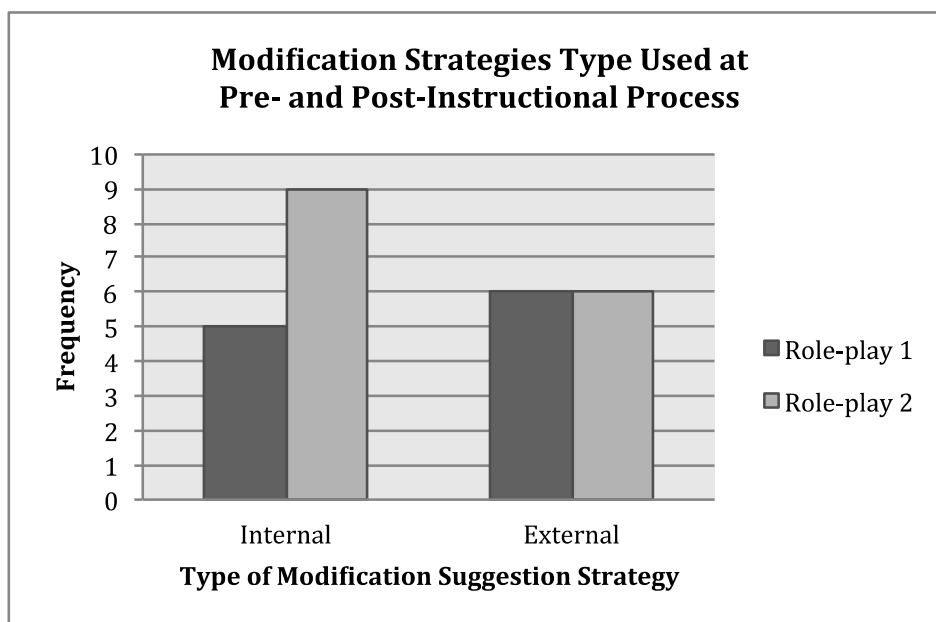 Modification Strategies Type Used at
Pre- and Post-Instructional Process
10
9
8
7
6
5
4
3
2
1
0
Frequency
Internal
External
Type of Modification Suggestion Strategy
Role-play 1
Role-play 2